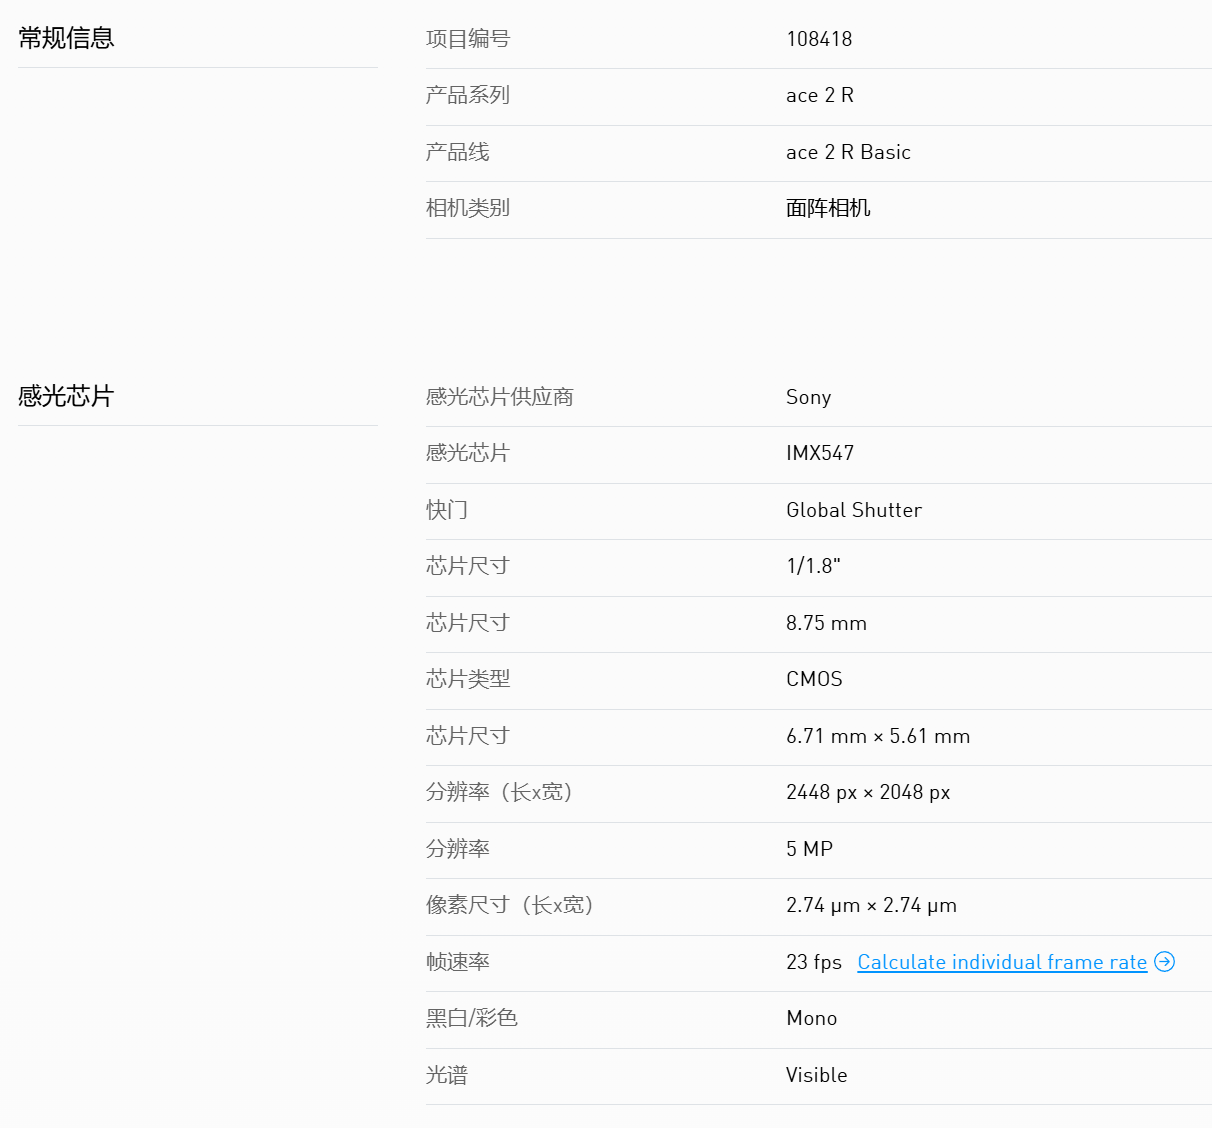 常规信息
项目编号 108418
产品系列 ace 2 R
产品线 ace 2 R Basic
相机类别 面阵相机
感光芯片
感光芯片供应商 Sony
感光芯片 IMX547
快门 Global Shutter
芯片尺寸 1/1.8"
芯片尺寸 8.75 mm
芯片类型 CMOS
芯片尺寸 6.71 mm × 5.61 mm
分辨率（长x宽） 2448 px × 2048 px
分辨率 5 MP
像素尺寸（长x宽） 2.74 µm × 2.74 µm
帧速率 23 fps Calculate individual frame rate
黑白/彩色 Mono
光谱 Visible